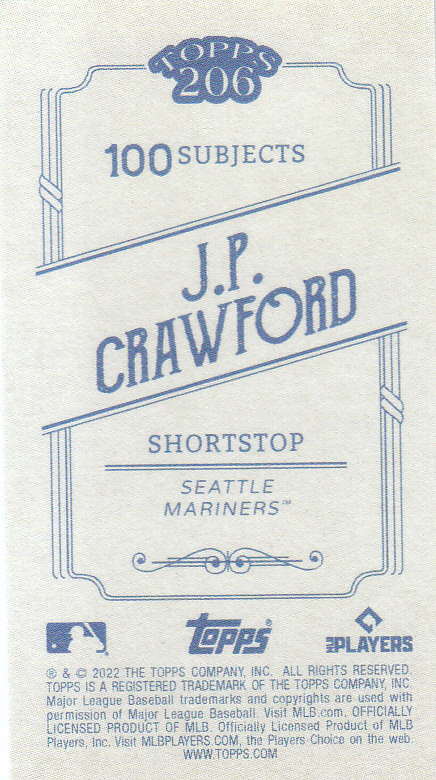 TOPPS
206
100 SUBJECTS
J.P.
CRAWFORD
SHORTSTOP
SEATTLE
MARINERS™
Topps®
MLBPLAYERS
® & © 2022 THE TOPPS COMPANY, INC. ALL RIGHTS RESERVED.
TOPPS IS A REGISTERED TRADEMARK OF THE TOPPS COMPANY, INC.
Major League Baseball trademarks and copyrights are used with
permission of Major League Baseball. Visit MLB.com. OFFICIALLY
LICENSED PRODUCT OF MLB. Officially Licensed Product of MLB
Players, Inc. Visit MLBPLAYERS.COM, the Players Choice on the web.
WWW.TOPPS.COM